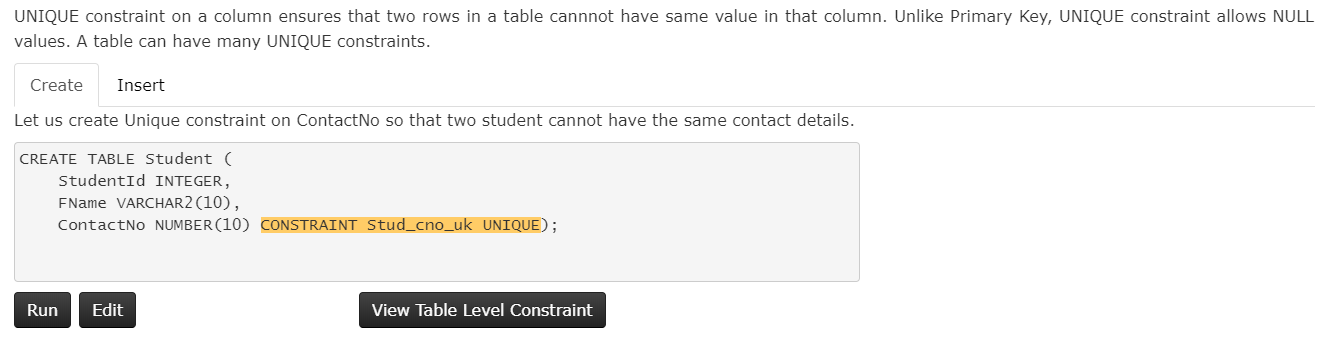 UNIQUE constraint on a column ensures that two rows in a table cannnot have same value in that column. Unlike Primary Key, UNIQUE constraint allows NULL
values. A table can have many UNIQUE constraints.
Create Insert
Let us create Unique constraint on ContactNo so that two student cannot have the same contact details.
CREATE TABLE Student (
    StudentId INTEGER,
    FName VARCHAR2(10),
    ContactNo NUMBER(10) CONSTRAINT Stud_cno_uk UNIQUE);
Run Edit View Table Level Constraint